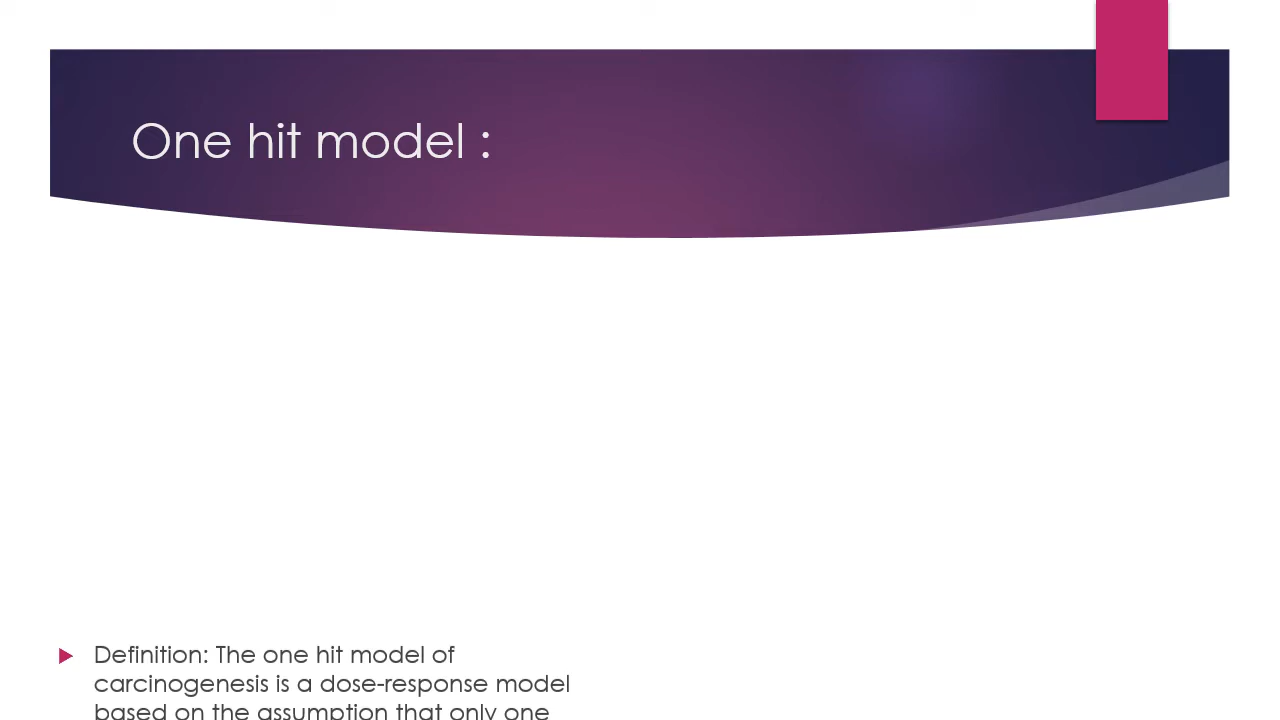 One hit model :
Definition: The one hit model of
carcinogenesis is a dose-response model
based on the assumption that only one